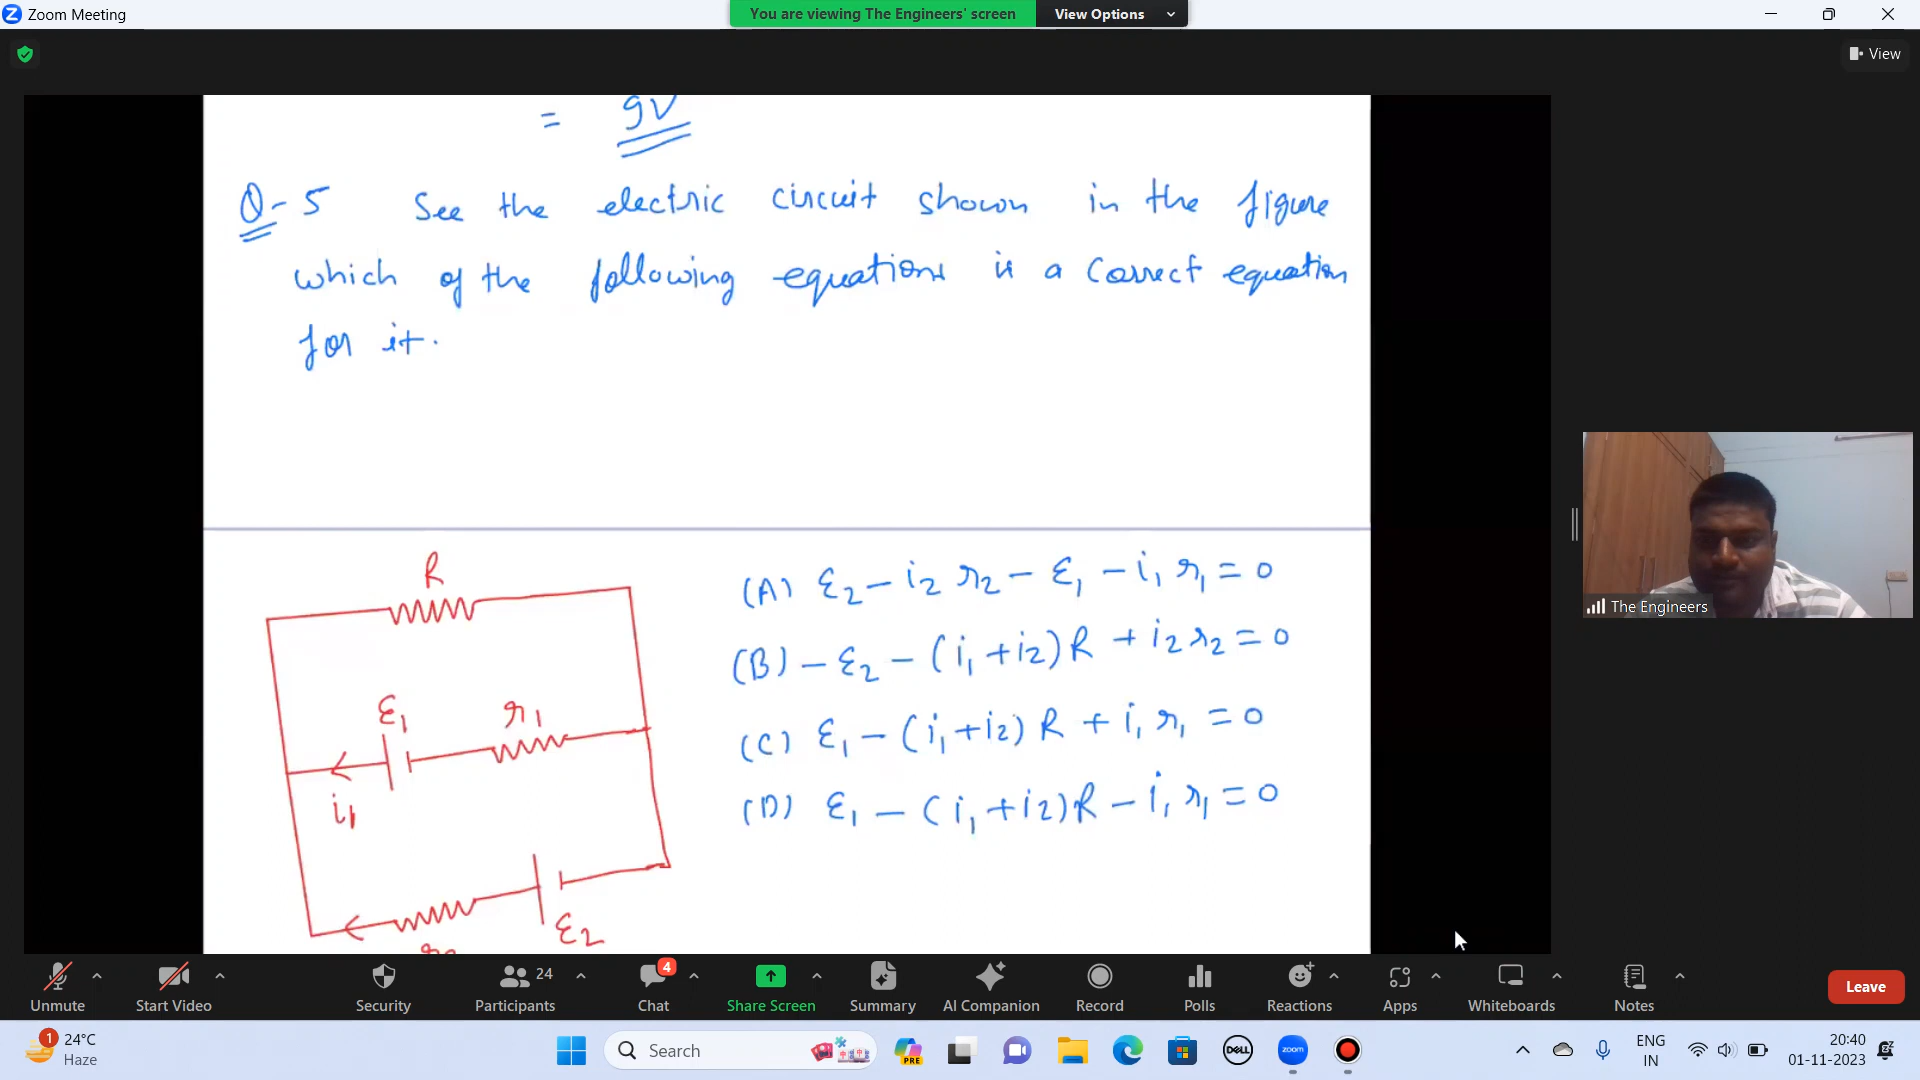 Zoom Meeting
You are viewing The Engineers' screen
View Options
View
= 9V
Q-5 See the electric circuit shown in the figure
which of the following equations is a correct equation
for it.
R
ε₁ r₁
i₁
ε₂
(A) ε₂ - i₂ r₂ - ε₁ - i₁ r₁ = 0
(B) - ε₂ - (i₁ + i₂) R + i₂ r₂ = 0
(C) ε₁ - (i₁ + i₂) R + i₁ r₁ = 0
(D) ε₁ - (i₁ + i₂) R - i₁ r₁ = 0
The Engineers
Unmute
Start Video
Security
24
Participants
4
Chat
Share Screen
Summary
AI Companion
Record
Polls
Reactions
Apps
Whiteboards
Notes
Leave
1
24°C
Haze
Search
PRE
DELL
zoom
ENG
IN
20:40
01-11-2023